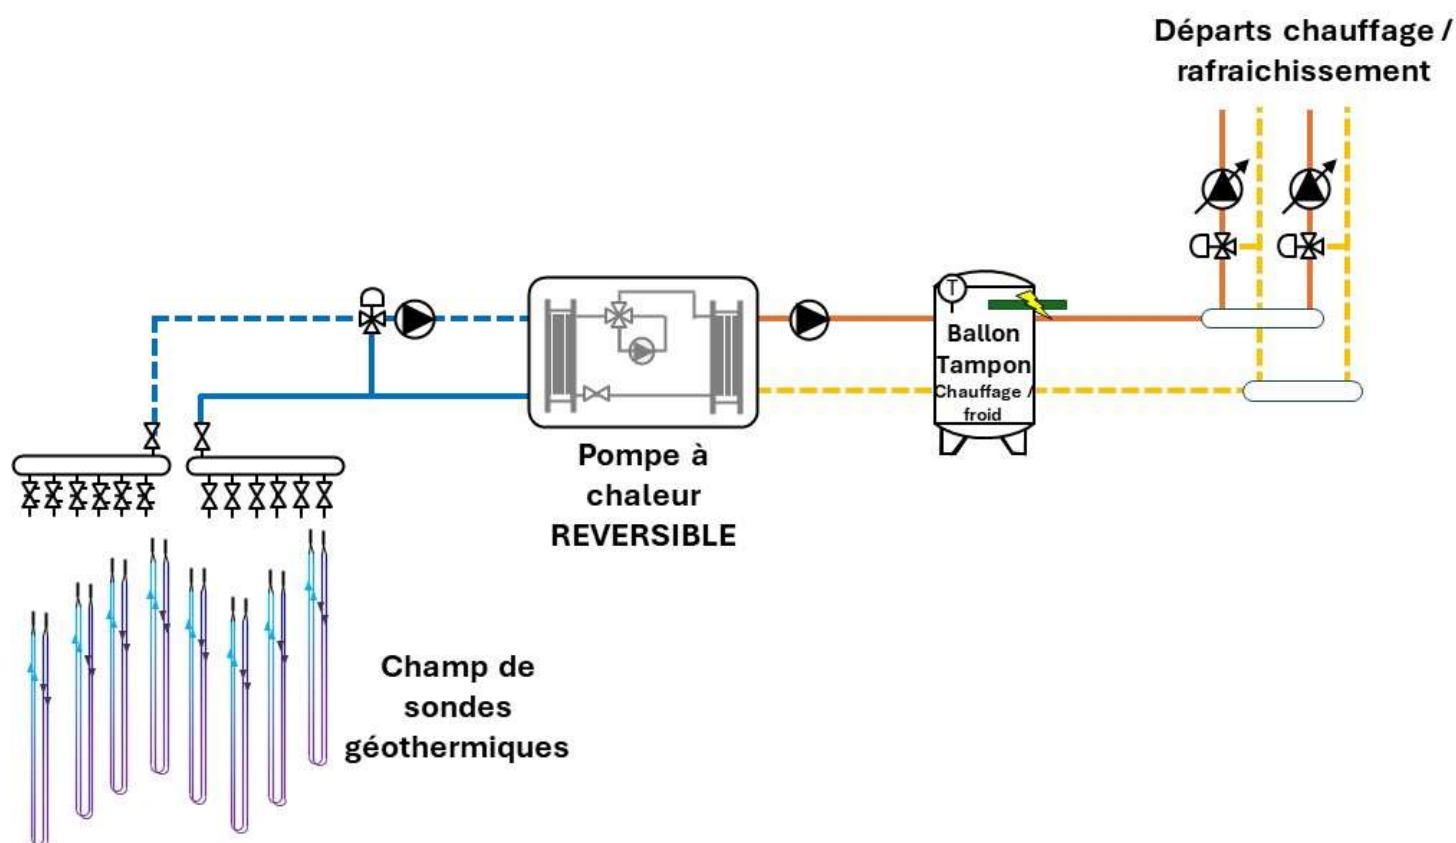 Départs chauffage /
rafraichissement
T
Ballon
Tampon
Chauffage /
froid
Pompe à
chaleur
REVERSIBLE
Champ de
sondes
géothermiques